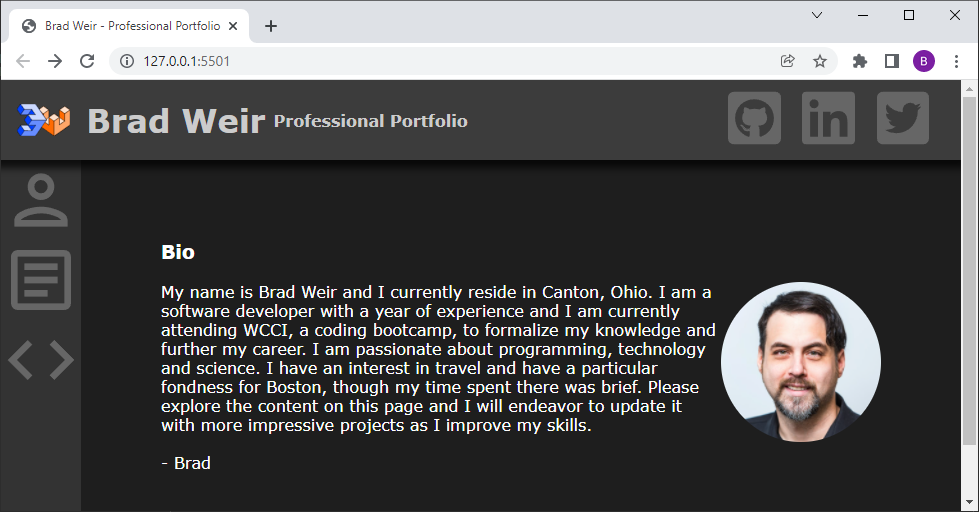 Brad Weir - Professional Portfolio
127.0.0.1:5501
B
BW
Brad Weir Professional Portfolio
in
Bio
My name is Brad Weir and I currently reside in Canton, Ohio. I am a
software developer with a year of experience and I am currently
attending WCCI, a coding bootcamp, to formalize my knowledge and
further my career. I am passionate about programming, technology
and science. I have an interest in travel and have a particular
fondness for Boston, though my time spent there was brief. Please
explore the content on this page and I will endeavor to update it
with more impressive projects as I improve my skills.
- Brad